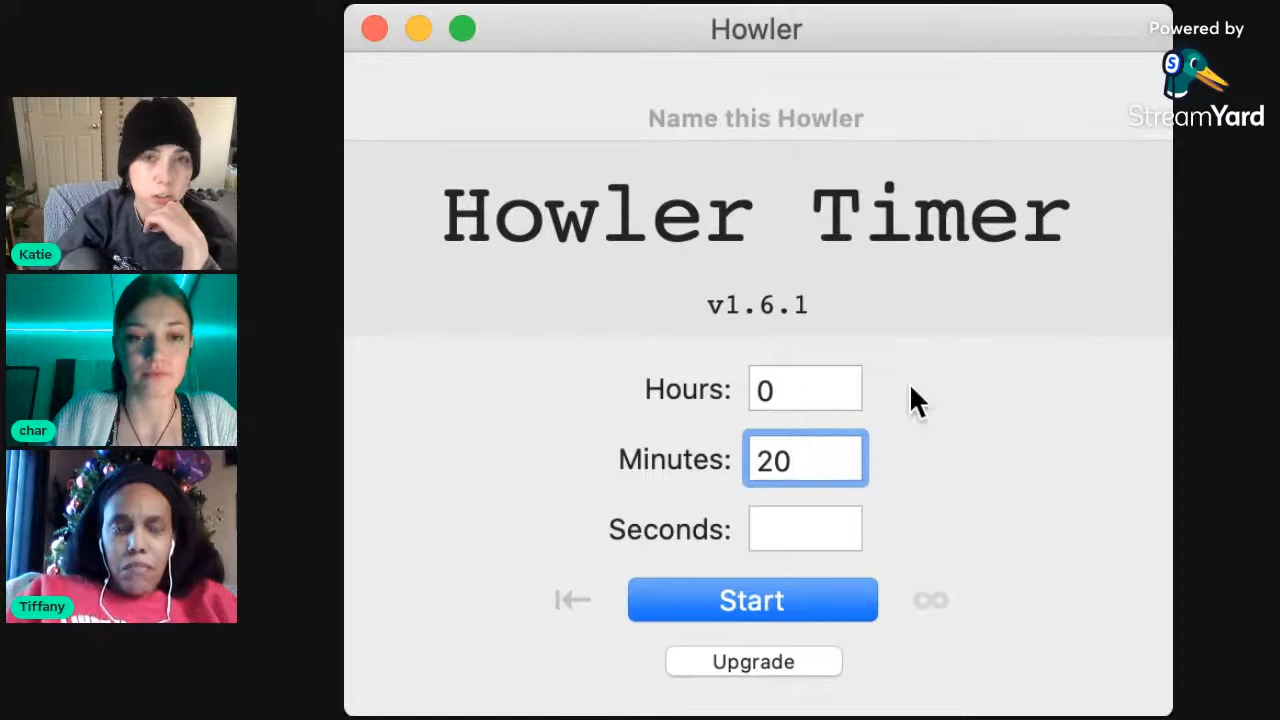 Howler
Powered by
StreamYard
Name this Howler
Howler Timer
v1.6.1
Hours: 0
Minutes: 20
Seconds:
Start
Upgrade
Katie
char
Tiffany